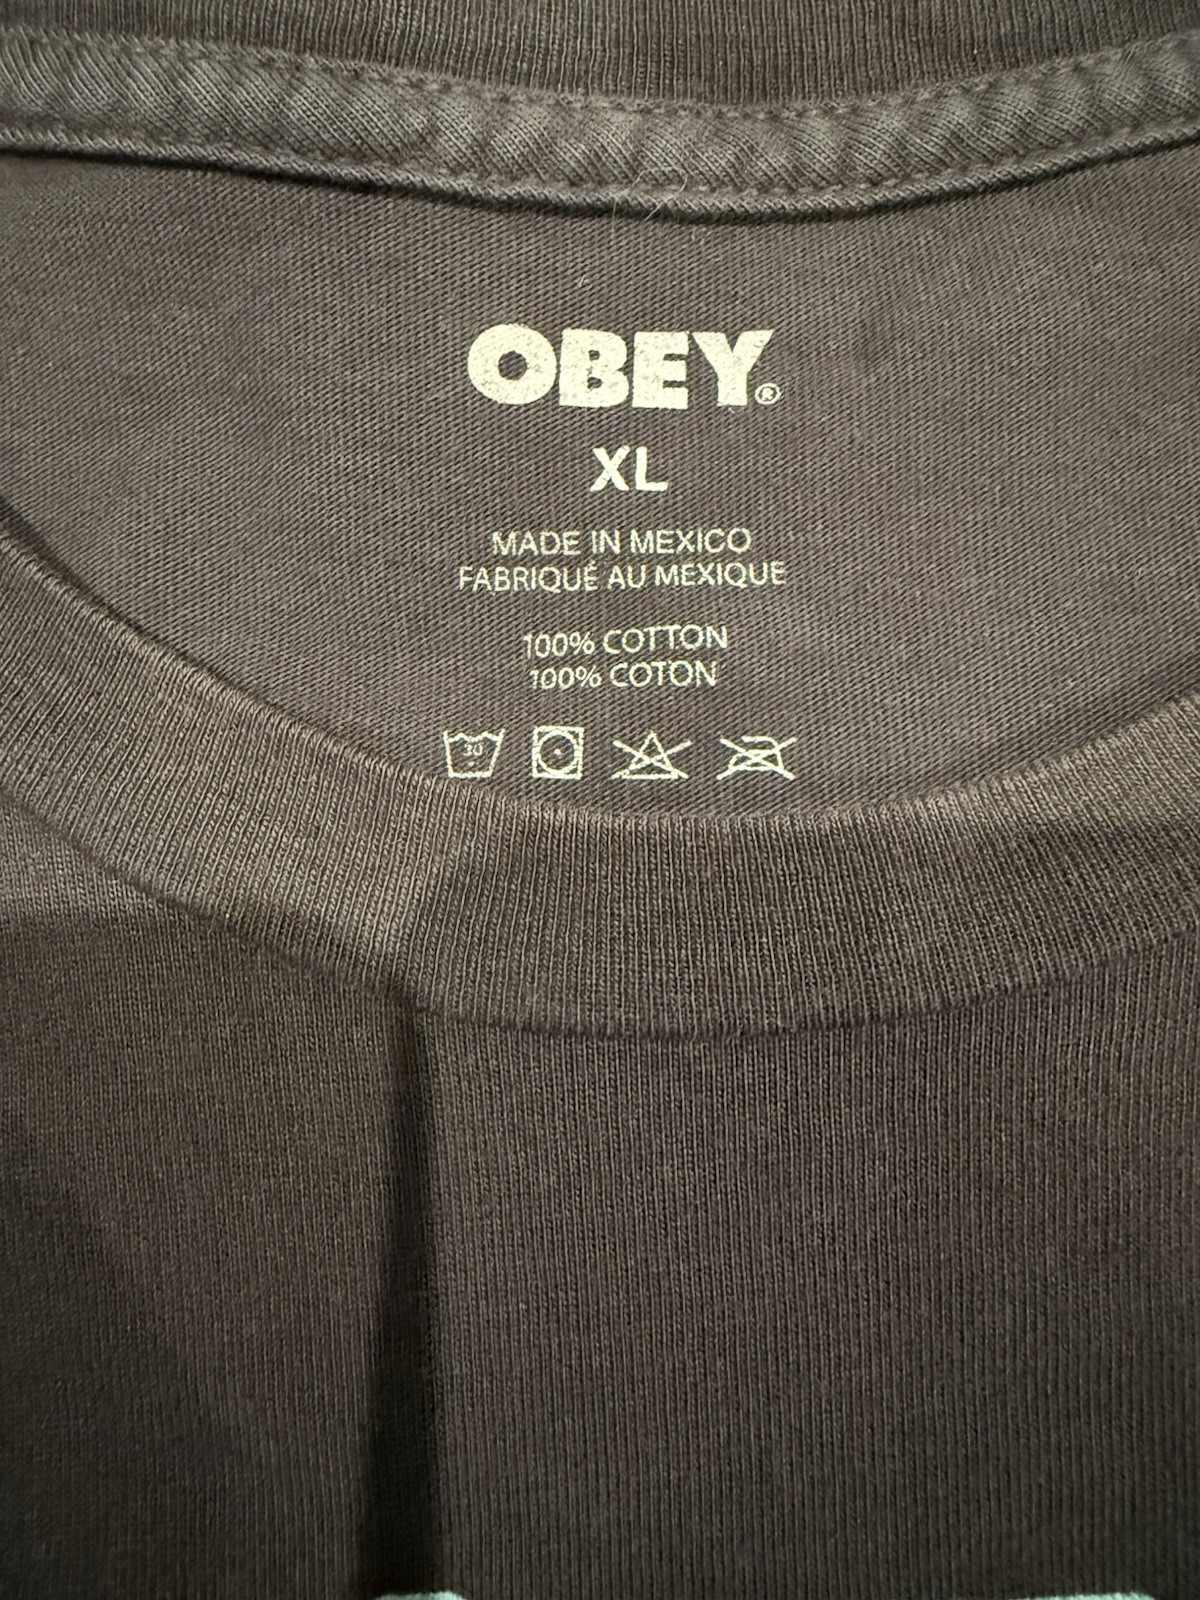 OBEY®
XL
MADE IN MEXICO
FABRIQUÉ AU MEXIQUE
100% COTTON
100% COTON
30